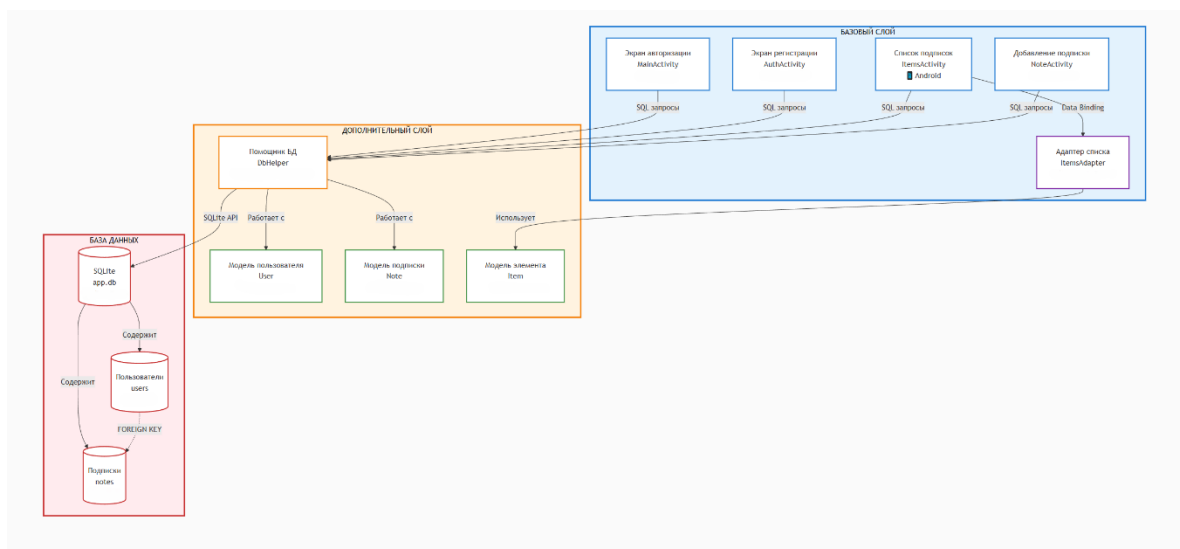 БАЗОВЫЙ СЛОЙ
Экран авторизации
MainActivity
Экран регистрации
AuthActivity
Список подписок
ItemsActivity
Android
Добавление подписки
NoteActivity
SQL запросы
SQL запросы
SQL запросы
SQL запросы
Data Binding
Адаптер списка
ItemsAdapter
ДОПОЛНИТЕЛЬНЫЙ СЛОЙ
Помощник БД
DbHelper
SQLite API
Работает с
Работает с
Использует
Модель пользователя
User
Модель подписки
Note
Модель элемента
Item
БАЗА ДАННЫХ
SQLite
app.db
Содержит
Содержит
Пользователи
users
FOREIGN KEY
Подписки
notes